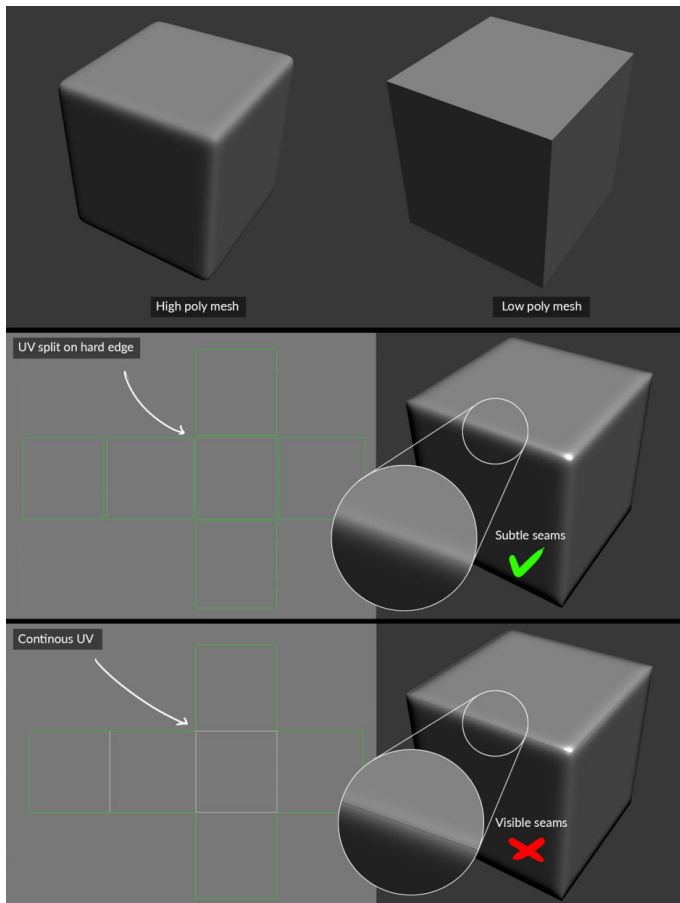 High poly mesh
Low poly mesh
UV split on hard edge
Subtle seams
Continous UV
Visible seams